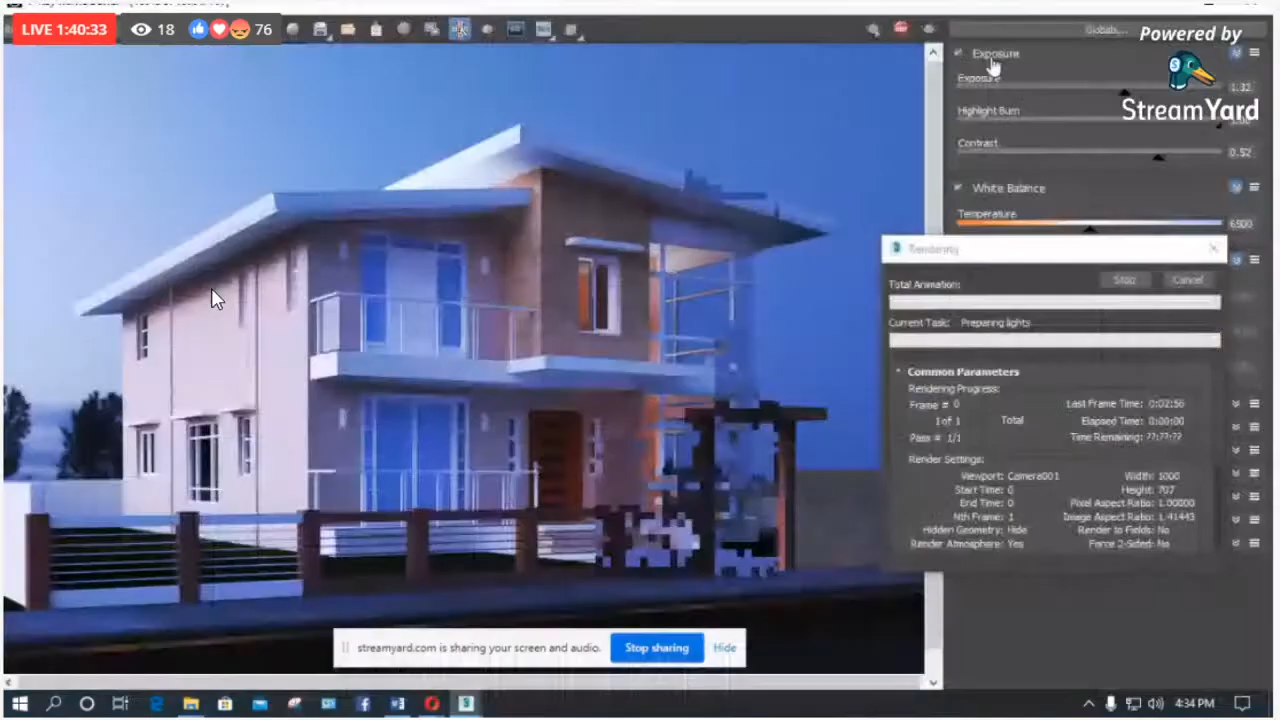 LIVE 1:40:33
18
76
Globals...
Powered by
StreamYard
Exposure
Exposure
1.32
Highlight Burn
Contrast
0.52
White Balance
Temperature
6500
Rendering
Total Animation:
Stop
Cancel
Current Task: Preparing lights
Common Parameters
Rendering Progress:
Frame # 0
Last Frame Time: 0:02:56
1 of 1
Total
Elapsed Time: 0:00:00
Pass # 1/1
Time Remaining: ??:??:??
Render Settings:
Viewport: Camera001
Width: 1000
Start Time: 0
Height: 707
End Time: 0
Pixel Aspect Ratio: 1.00000
Nth Frame: 1
Image Aspect Ratio: 1.41443
Hidden Geometry: Hide
Render to Fields: No
Render Atmosphere: Yes
Force 2-Sided: No
streamyard.com is sharing your screen and audio.
Stop sharing
Hide
4:34 PM